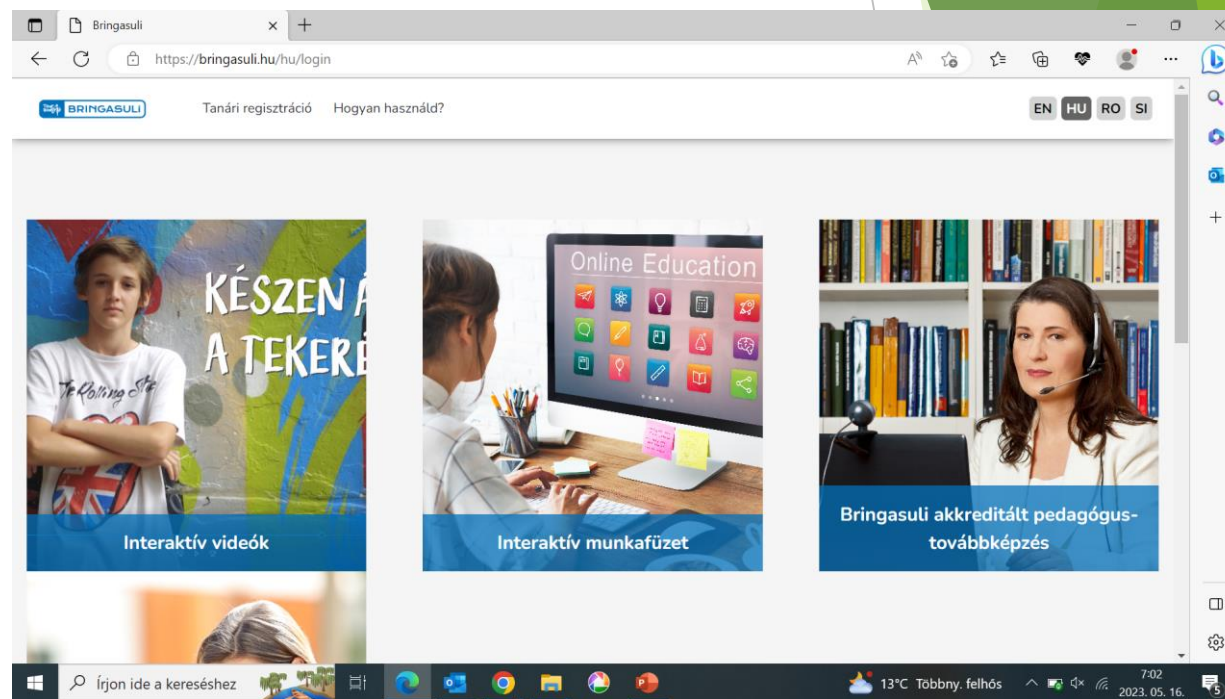 Bringasuli
https://bringasuli.hu/hu/login
BRINGASULI
Tanári regisztráció
Hogyan használd?
EN HU RO SI
KÉSZEN Á
A TEKERÉ
Interaktív videók
Online Education
Interaktív munkafüzet
Bringasuli akkreditált pedagógus-
továbbképzés
Írjon ide a kereséshez
13°C Többny. felhős
7:02
2023. 05. 16.